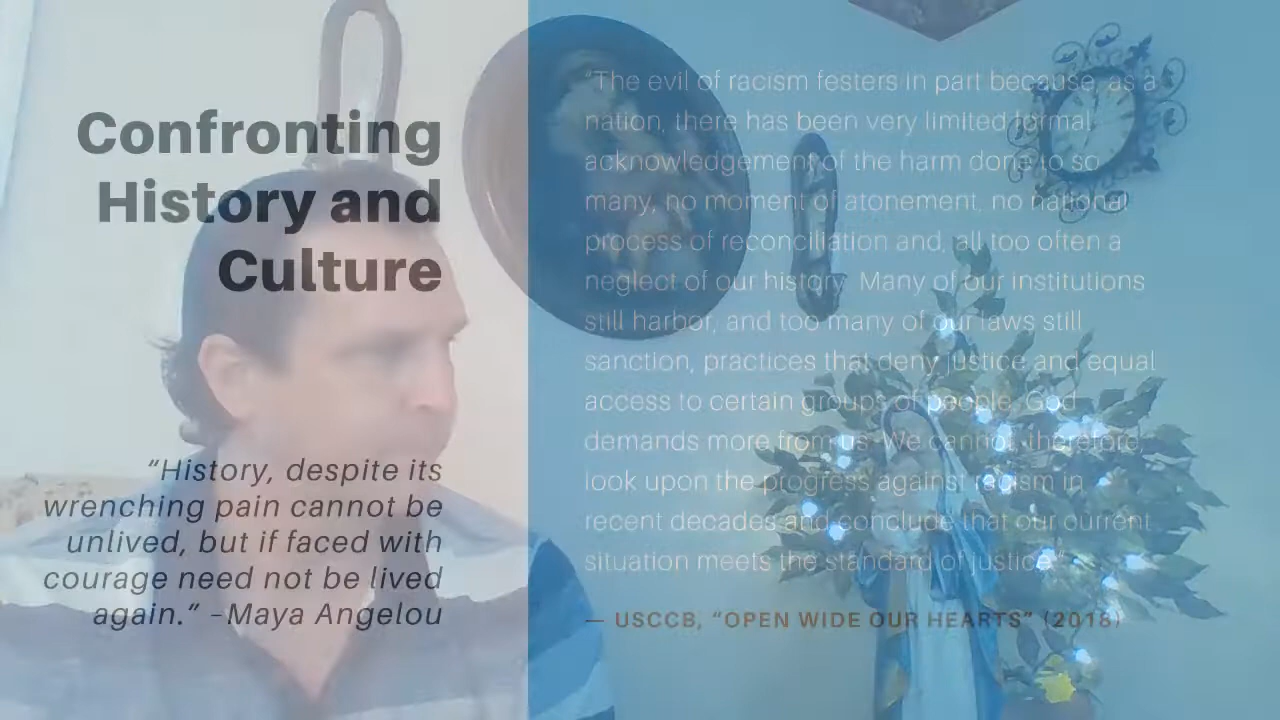 Confronting
History and
Culture
“History, despite its
wrenching pain cannot be
unlived, but if faced with
courage need not be lived
again.” –Maya Angelou
“The evil of racism festers in part because, as a
nation, there has been very limited formal
acknowledgement of the harm done to so
many, no moment of atonement, no national
process of reconciliation and, all too often a
neglect of our history. Many of our institutions
still harbor, and too many of our laws still
sanction, practices that deny justice and equal
access to certain groups of people. God
demands more from us. We cannot, therefore,
look upon the progress against racism in
recent decades and conclude that our current
situation meets the standard of justice”
— USCCB, “OPEN WIDE OUR HEARTS” (2018)